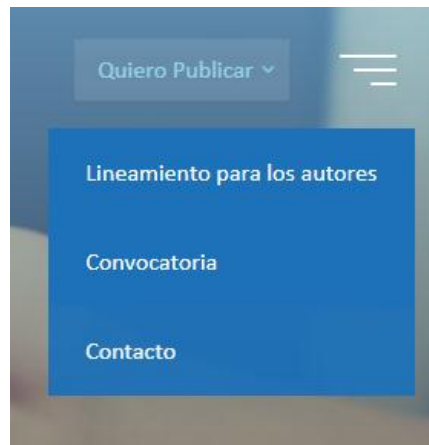 Quiero Publicar
Lineamiento para los autores
Convocatoria
Contacto